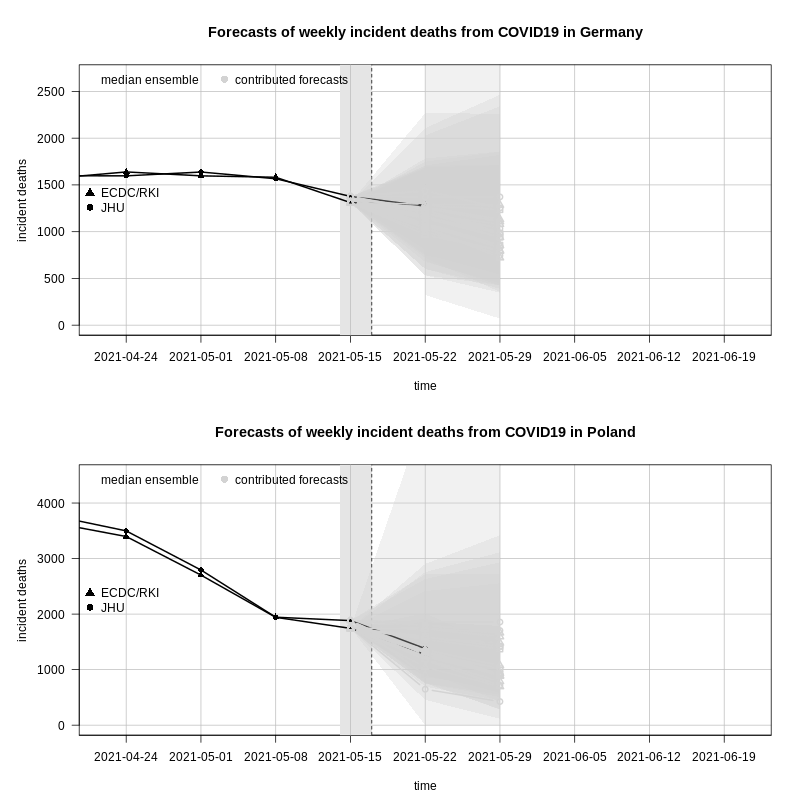 Forecasts of weekly incident deaths from COVID19 in Germany
median ensemble contributed forecasts
2500
2000
1500
1000
500
0
incident deaths
ECDC/RKI
JHU
2021-04-24 2021-05-01 2021-05-08 2021-05-15 2021-05-22 2021-05-29 2021-06-05 2021-06-12 2021-06-19
time
Forecasts of weekly incident deaths from COVID19 in Poland
median ensemble contributed forecasts
4000
3000
2000
1000
0
incident deaths
ECDC/RKI
JHU
2021-04-24 2021-05-01 2021-05-08 2021-05-15 2021-05-22 2021-05-29 2021-06-05 2021-06-12 2021-06-19
time